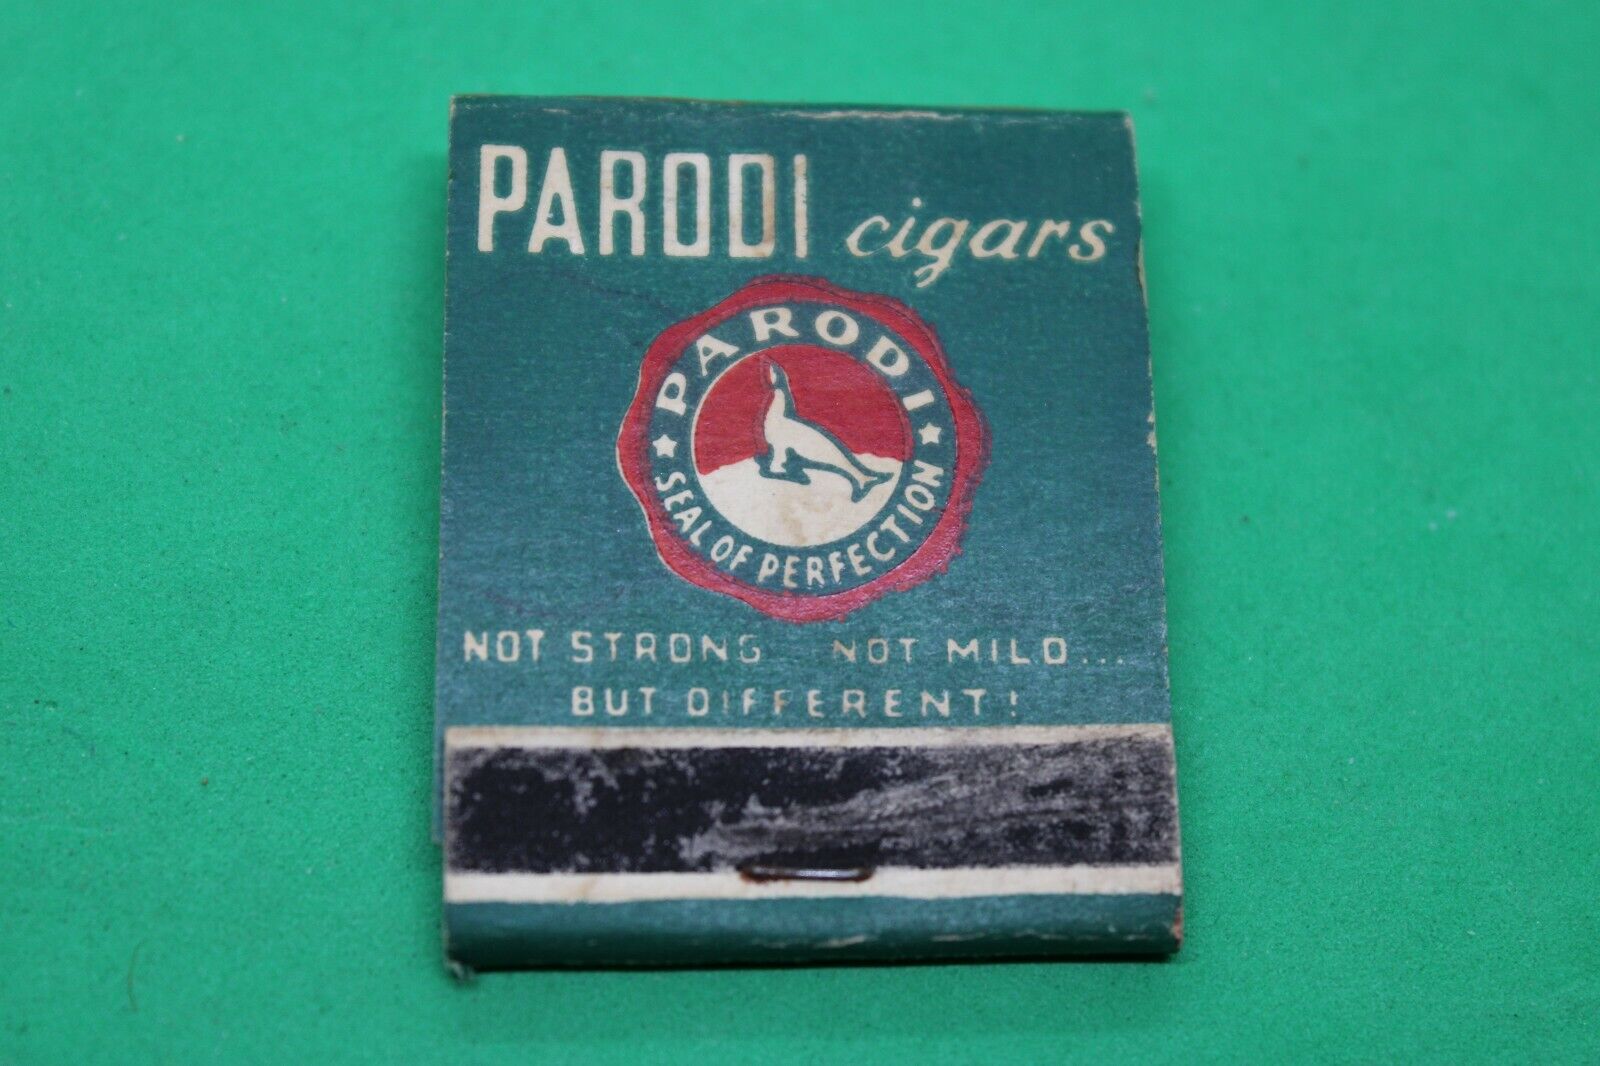 PARODI cigars
PARODI
★ SEAL OF PERFECTION ★
NOT STRONG... NOT MILD...
BUT DIFFERENT!